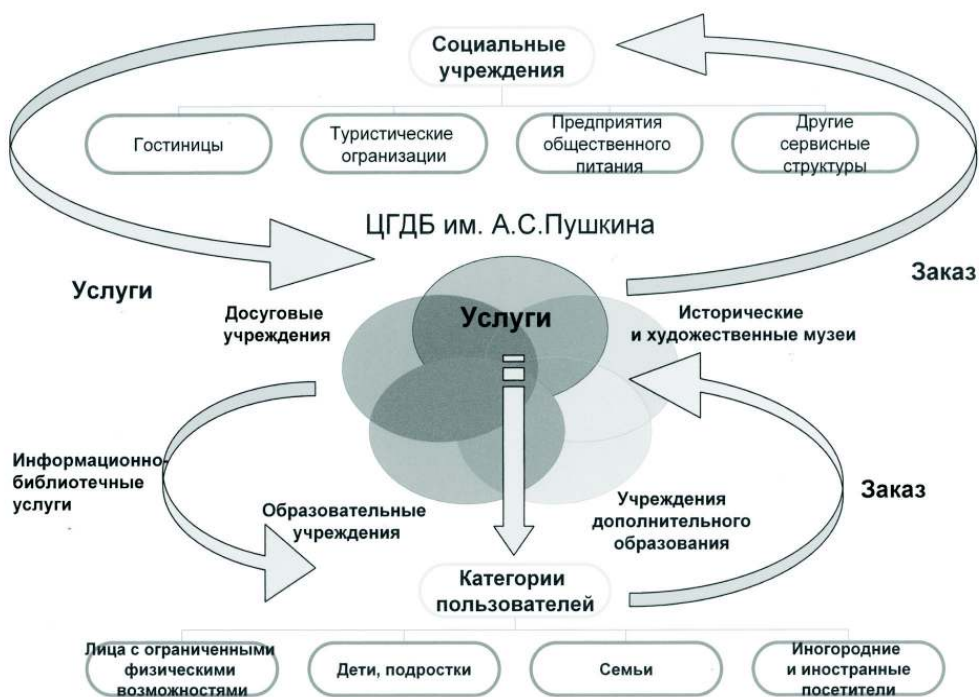 Социальные
учреждения
Гостиницы
Туристические
огранизации
Предприятия
общественного
питания
Другие
сервисные
структуры
ЦГДБ им. А.С.Пушкина
Услуги
Заказ
Досуговые
учреждения
Услуги
Исторические
и художественные музеи
Информационно-
библиотечные
услуги
Образовательные
учреждения
Учреждения
дополнительного
образования
Заказ
Категории
пользователей
Лица с ограниченными
физическими
возможностями
Дети, подростки
Семьи
Иногородние
и иностранные
посетители